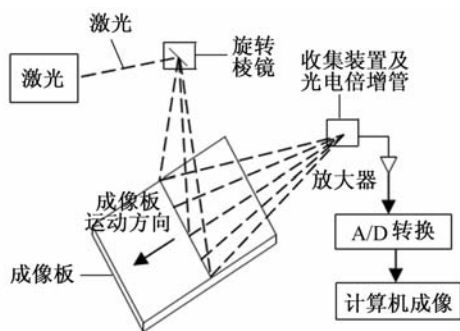 激光
激光
旋转
棱镜
收集装置及
光电倍增管
放大器
成像板
运动方向
A/D 转换
成像板
计算机成像